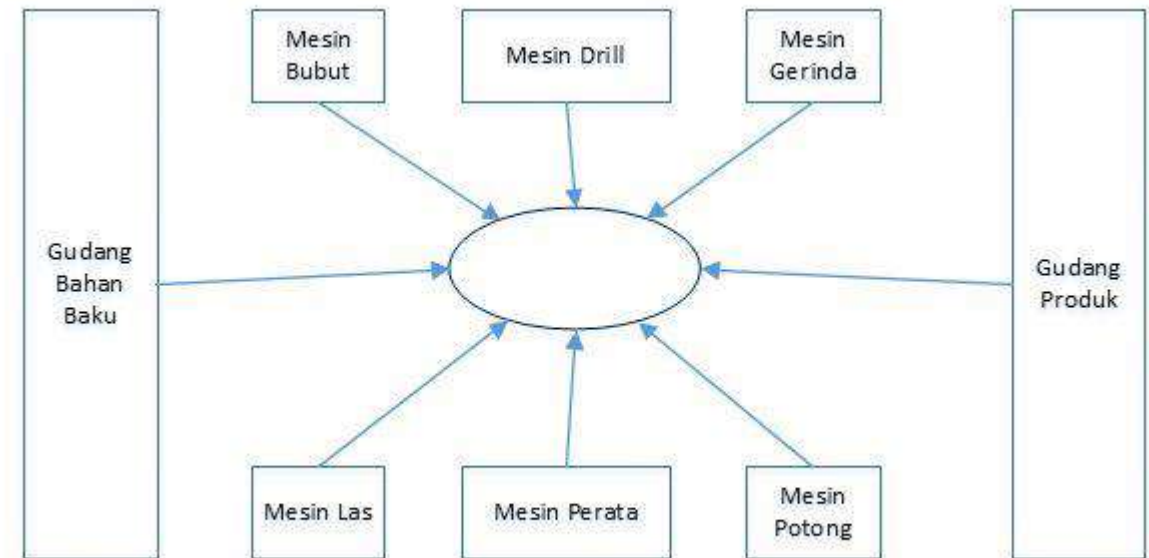 Mesin
Bubut
Mesin Drill
Mesin
Gerinda
Gudang
Bahan
Baku
Gudang
Produk
Mesin Las
Mesin Perata
Mesin
Potong